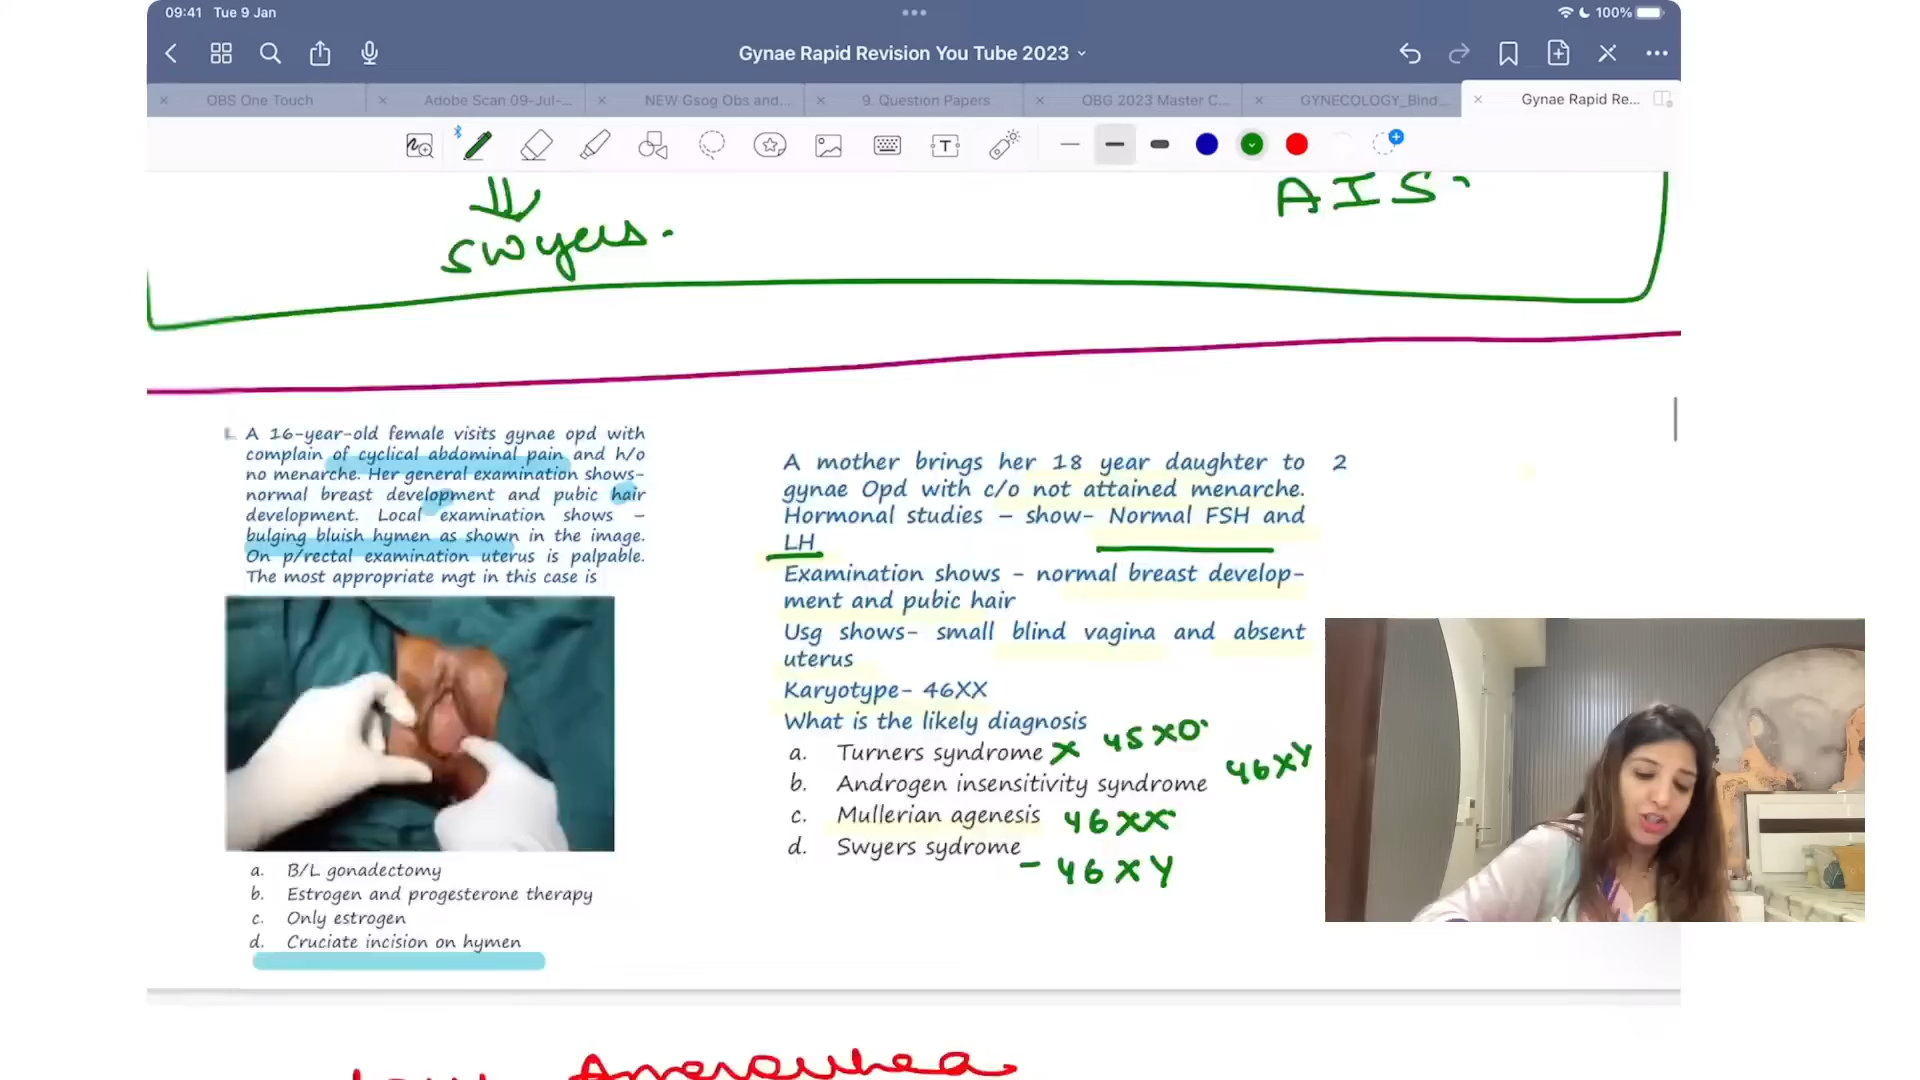 09:41 Tue 9 Jan
100%
Gynae Rapid Revision You Tube 2023
OBS One Touch
Adobe Scan 09-Jul-...
NEW Gsog Obs and...
9. Question Papers
OBG 2023 Master C...
GYNECOLOGY_Bind...
Gynae Rapid Re...
swyers.
AIS.
1. A 16-year-old female visits gynae opd with
complain of cyclical abdominal pain and h/o
no menarche. Her general examination shows-
normal breast development and pubic hair
development. Local examination shows –
bulging bluish hymen as shown in the image.
On p/rectal examination uterus is palpable.
The most appropriate mgt in this case is
a. B/L gonadectomy
b. Estrogen and progesterone therapy
c. Only estrogen
d. Cruciate incision on hymen
A mother brings her 18 year daughter to 2
gynae Opd with c/o not attained menarche.
Hormonal studies – show- Normal FSH and
LH
Examination shows – normal breast develop-
ment and pubic hair
Usg shows- small blind vagina and absent
uterus
Karyotype- 46XX
What is the likely diagnosis
a. Turners syndrome x 45XO
b. Androgen insensitivity syndrome 46XY
c. Mullerian agenesis 46XX
d. Swyers sydrome - 46XY